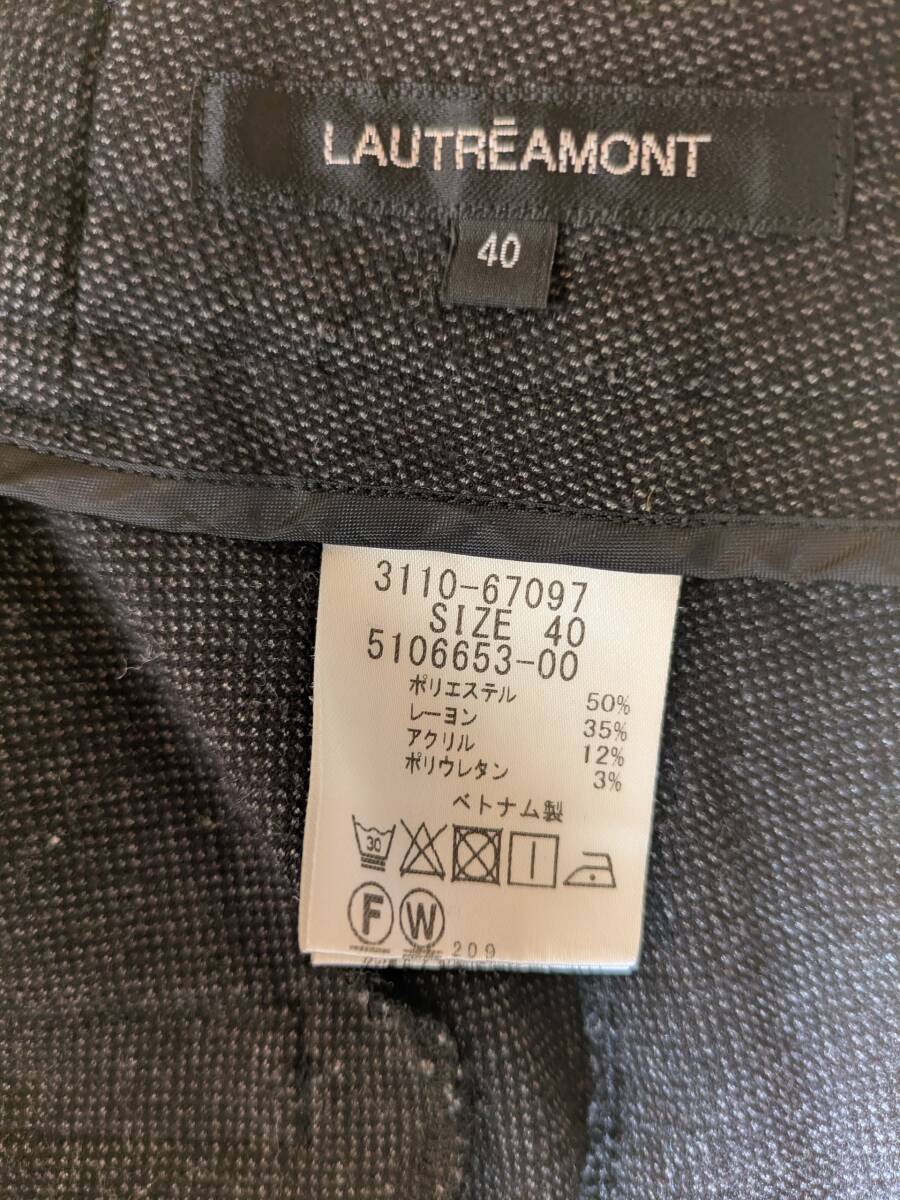 LAUTRĒAMONT
40
3110-67097
SIZE 40
5106653-00
ポリエステル 50%
レーヨン 35%
アクリル 12%
ポリウレタン 3%
ベトナム製
30
F W 209